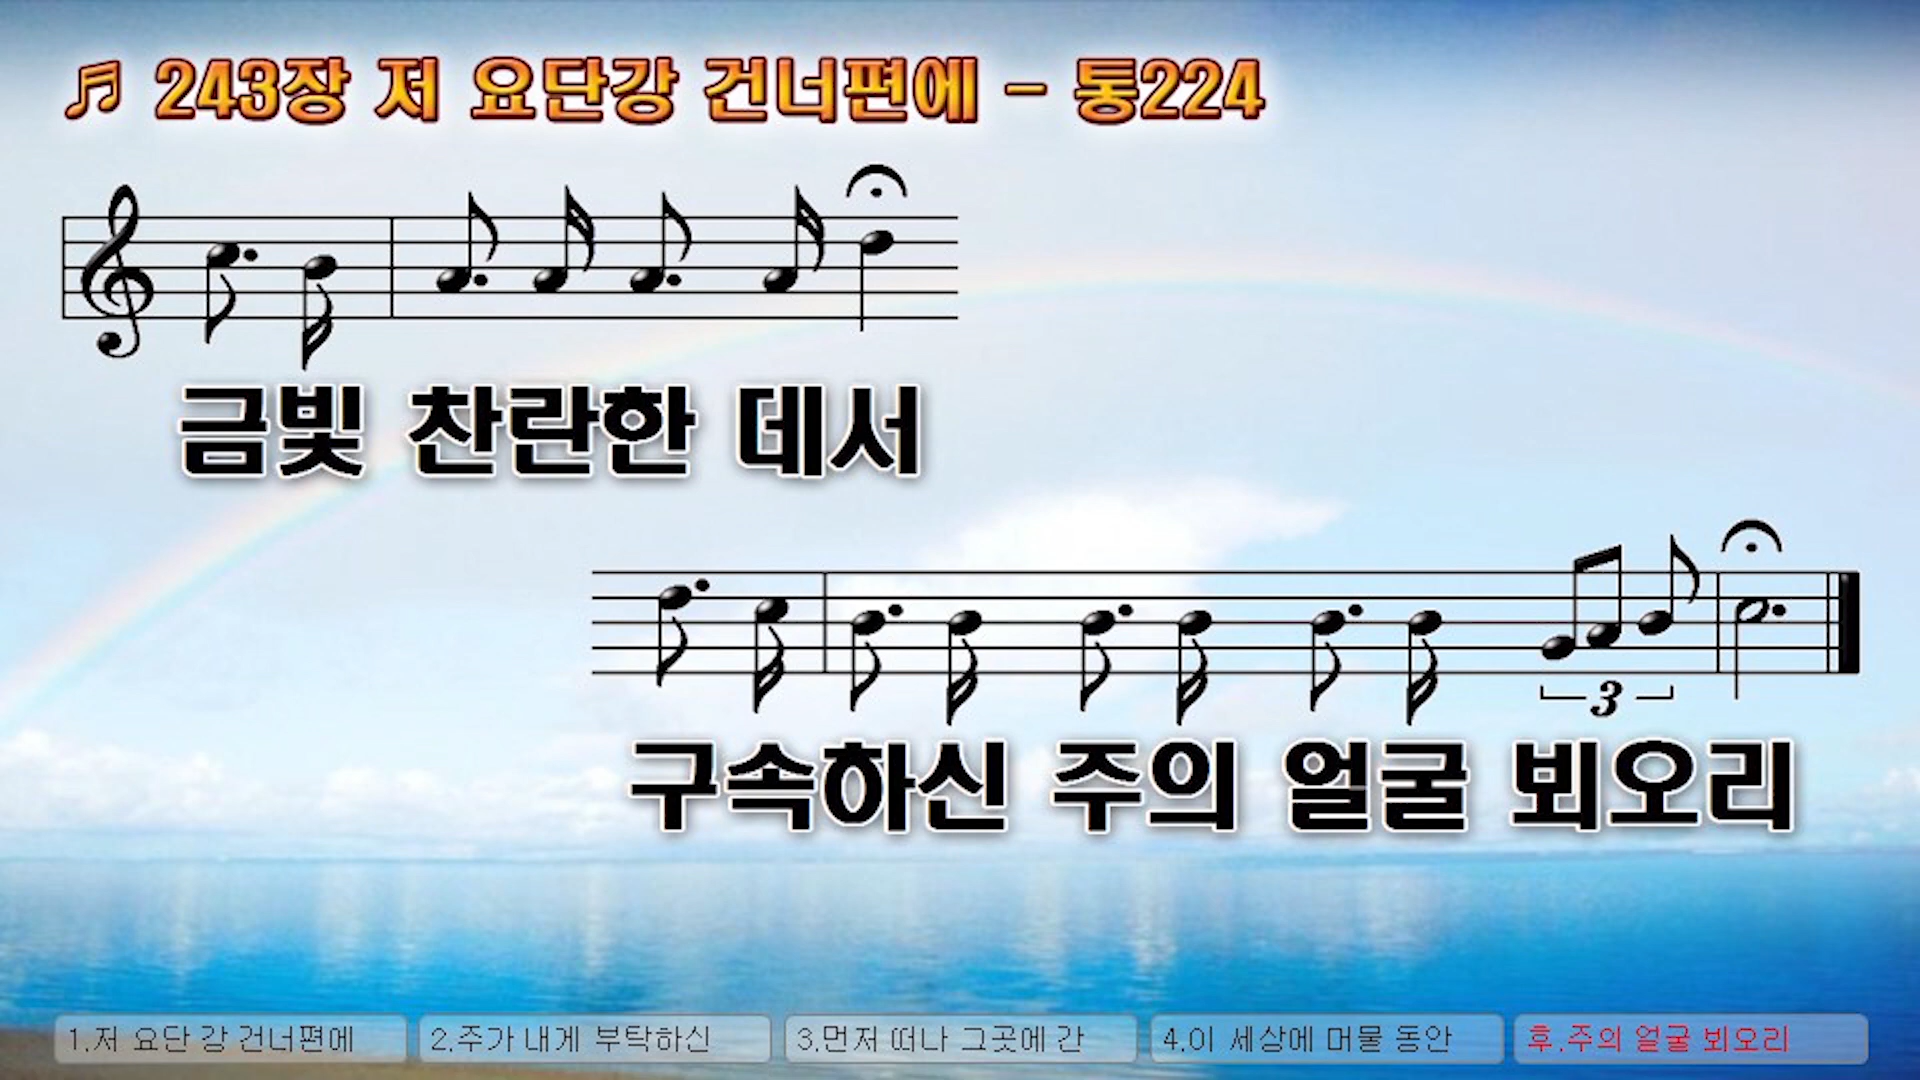 243장 저 요단강 건너편에 - 통224
금빛 찬란한 데서
3
구속하신 주의 얼굴 뵈오리
1.저 요단 강 건너편에
2.주가 내게 부탁하신
3.먼저 떠나 그곳에 간
4.이 세상에 머물 동안
후.주의 얼굴 뵈오리